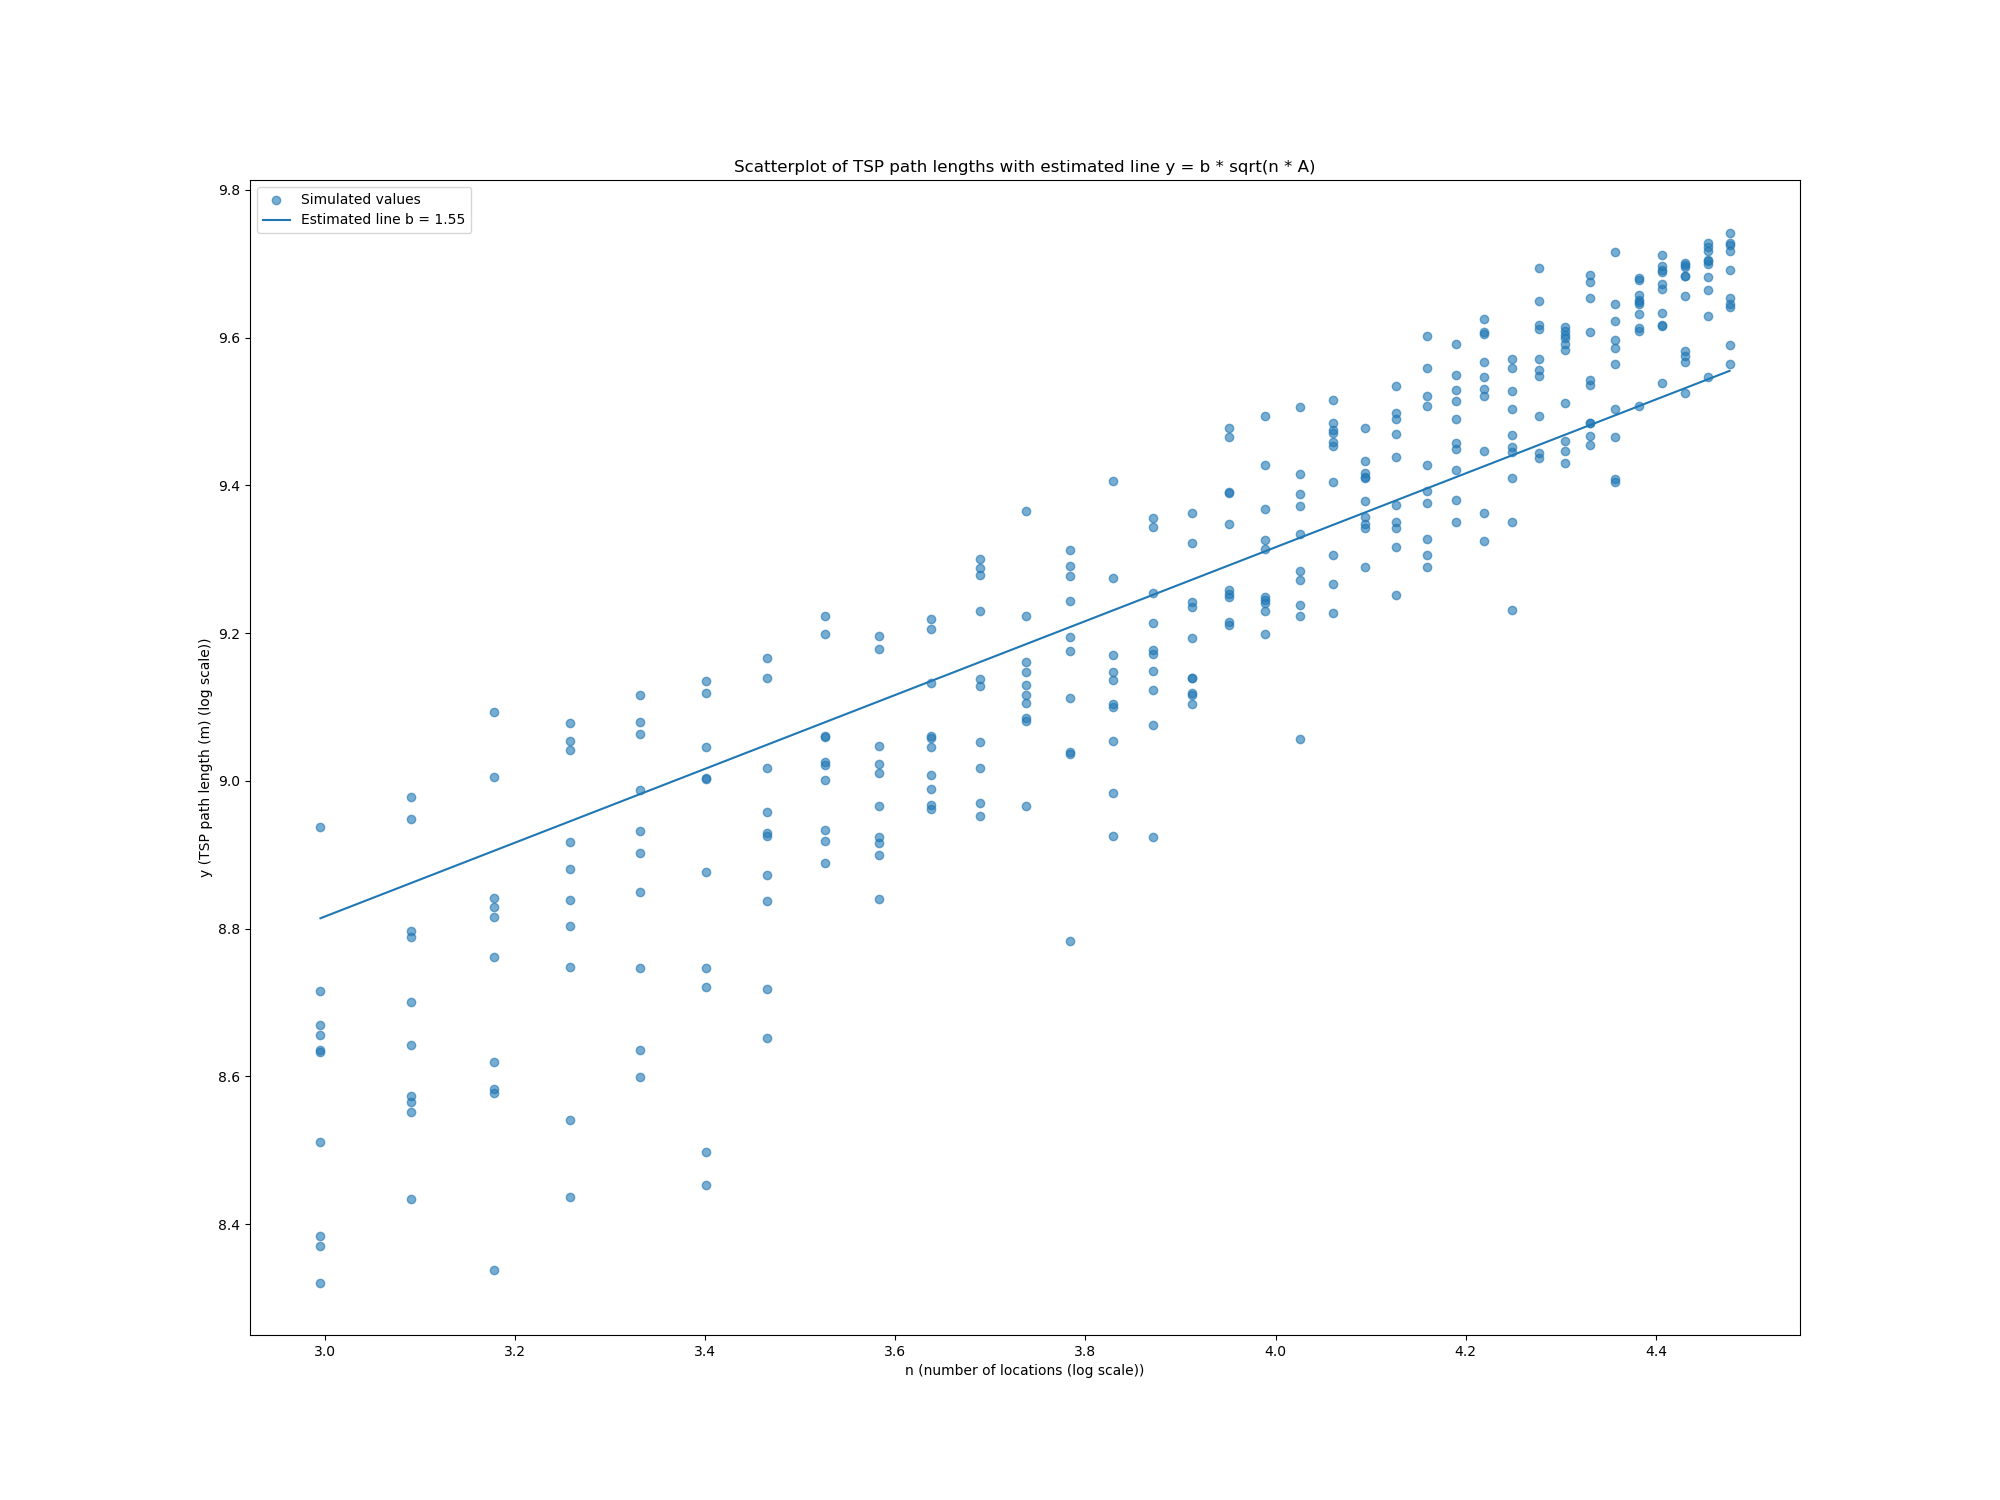 Scatterplot of TSP path lengths with estimated line y = b * sqrt(n * A)
Simulated values
Estimated line b = 1.55
9.8
9.6
9.4
9.2
9.0
8.8
8.6
8.4
y (TSP path length (m) (log scale))
3.0 3.2 3.4 3.6 3.8 4.0 4.2 4.4
n (number of locations (log scale))